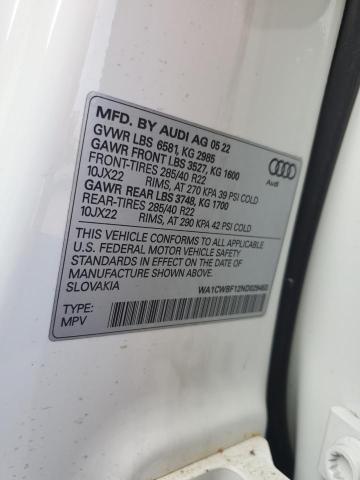 MFD. BY AUDI AG 05 22
GVWR LBS 6581, KG 2985
GAWR FRONT LBS 3527, KG 1600
FRONT-TIRES 285/40 R22
10JX22 RIMS, AT 270 KPA 39 PSI COLD
GAWR REAR LBS 3748, KG 1700
REAR-TIRES 285/40 R22
10JX22 RIMS, AT 290 KPA 42 PSI COLD
Audi
THIS VEHICLE CONFORMS TO ALL APPLICABLE
U.S. FEDERAL MOTOR VEHICLE SAFETY
STANDARDS IN EFFECT ON THE DATE OF
MANUFACTURE SHOWN ABOVE.
SLOVAKIA
TYPE:
MPV